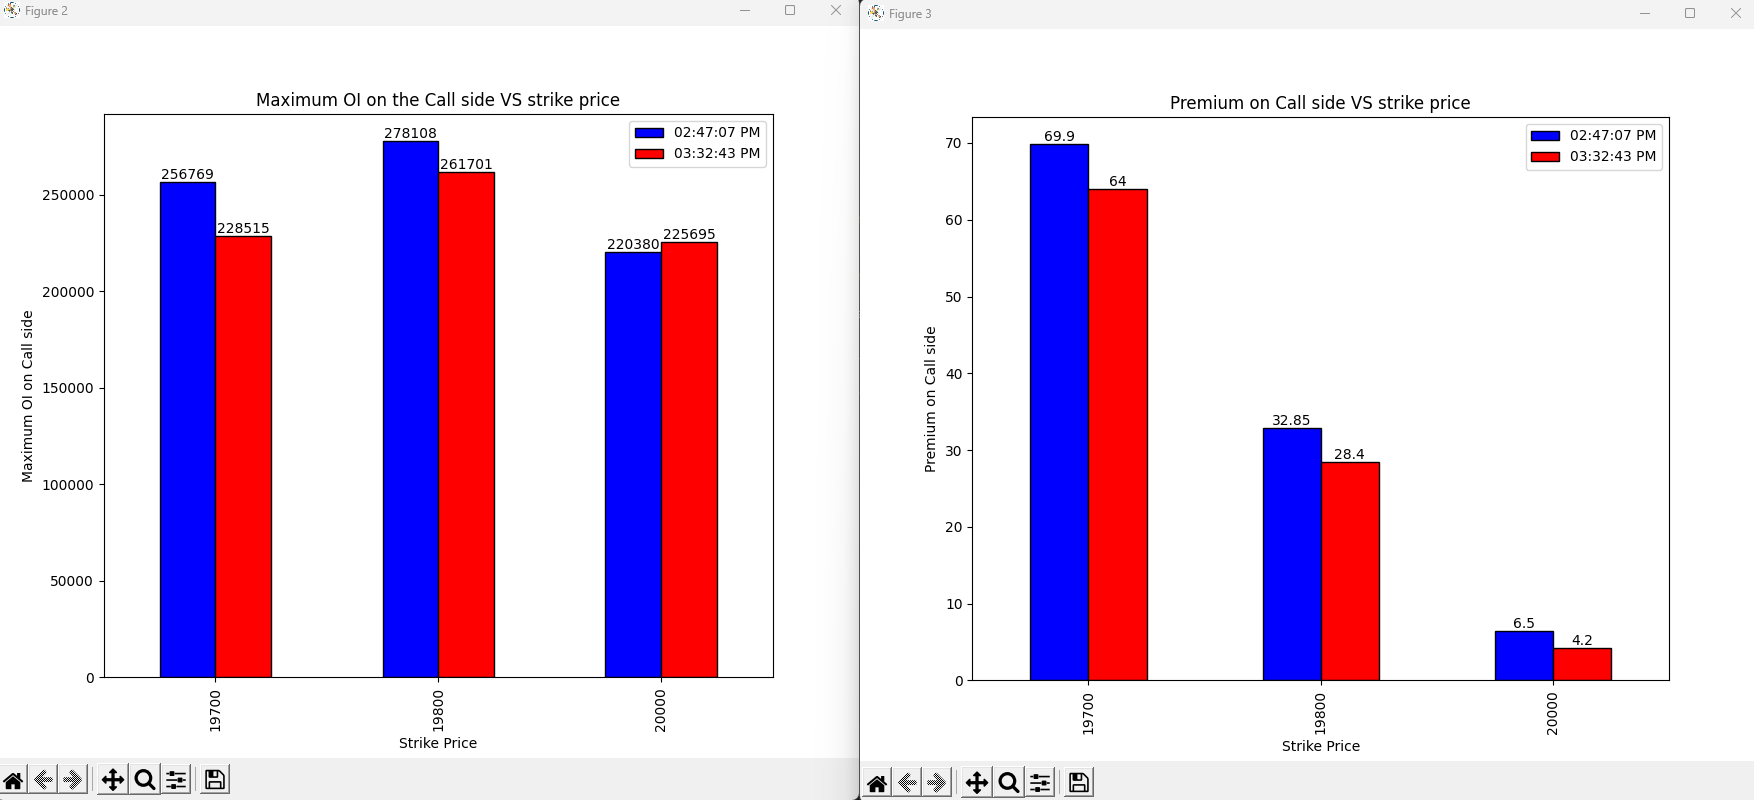 Figure 2
Maximum OI on the Call side VS strike price
02:47:07 PM
03:32:43 PM
278108
261701
256769
228515
220380
225695
250000
200000
150000
100000
50000
0
Maximum OI on Call side
19700
19800
20000
Strike Price
Figure 3
Premium on Call side VS strike price
02:47:07 PM
03:32:43 PM
69.9
64
32.85
28.4
6.5
4.2
70
60
50
40
30
20
10
0
Premium on Call side
19700
19800
20000
Strike Price